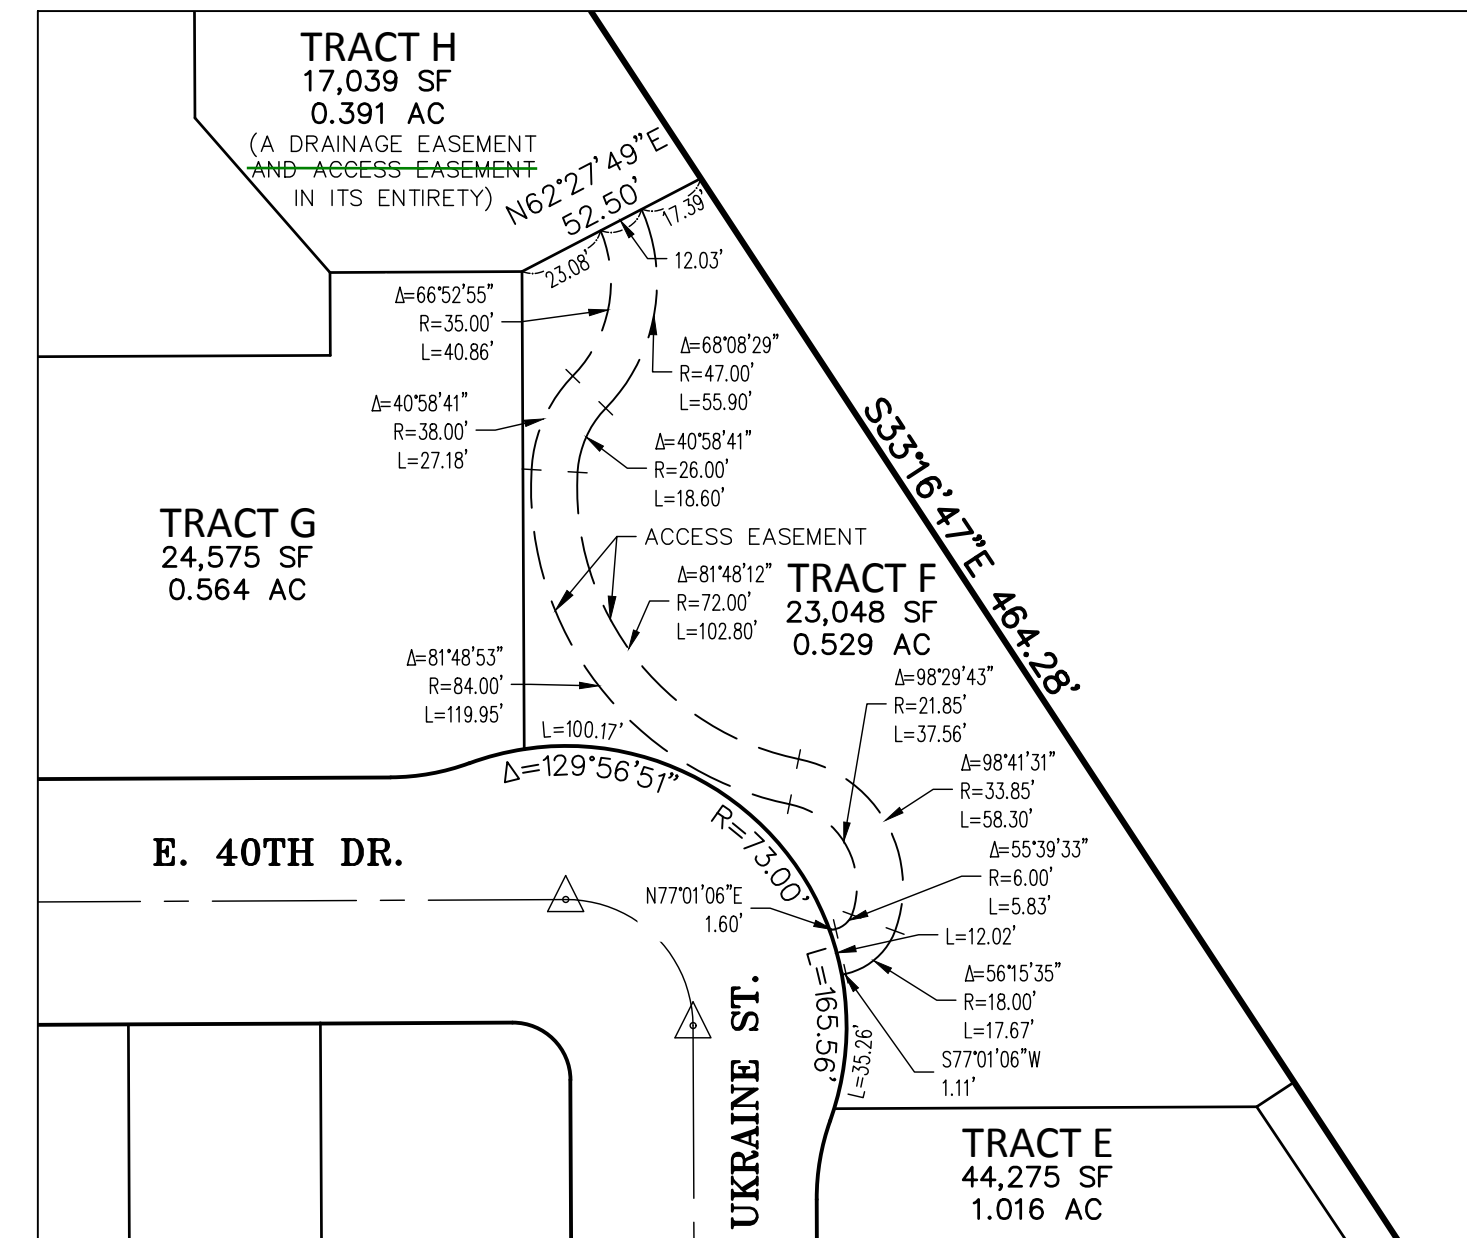 TRACT H
17,039 SF
0.391 AC
(A DRAINAGE EASEMENT
AND ACCESS EASEMENT
IN ITS ENTIRETY)
N62°27'49"E
52.50'
17.39'
23.08'
12.03'
Δ=66°52'55"
R=35.00'
L=40.86'
Δ=68°08'29"
R=47.00'
L=55.90'
Δ=40°58'41"
R=38.00'
L=27.18'
Δ=40°58'41"
R=26.00'
L=18.60'
S33°16'47"E 464.28'
TRACT G
24,575 SF
0.564 AC
ACCESS EASEMENT
Δ=81°48'12"
R=72.00'
L=102.80'
TRACT F
23,048 SF
0.529 AC
Δ=81°48'53"
R=84.00'
L=119.95'
Δ=98°29'43"
R=21.85'
L=37.56'
L=100.17'
Δ=129°56'51"
R=73.00'
L=165.56'
Δ=98°41'31"
R=33.85'
L=58.30'
E. 40TH DR.
Δ=55°39'33"
R=6.00'
L=5.83'
N77°01'06"E
1.60'
L=12.02'
Δ=56°15'35"
R=18.00'
L=17.67'
S77°01'06"W
1.11'
L=35.26'
UKRAINE ST.
TRACT E
44,275 SF
1.016 AC